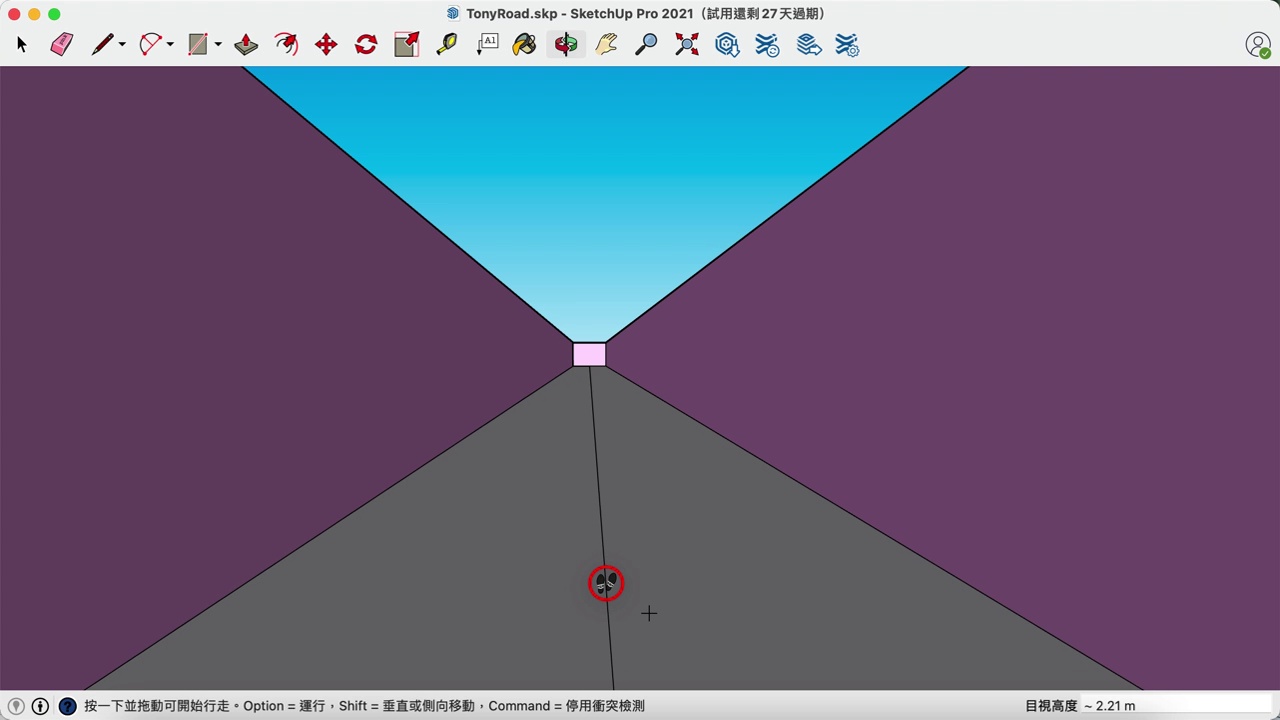 TonyRoad.skp - SketchUp Pro 2021（試用還剩 27 天過期）
A1
按一下並拖動可開始行走。Option = 運行，Shift = 垂直或側向移動，Command = 停用衝突檢測
目視高度 ~ 2.21 m